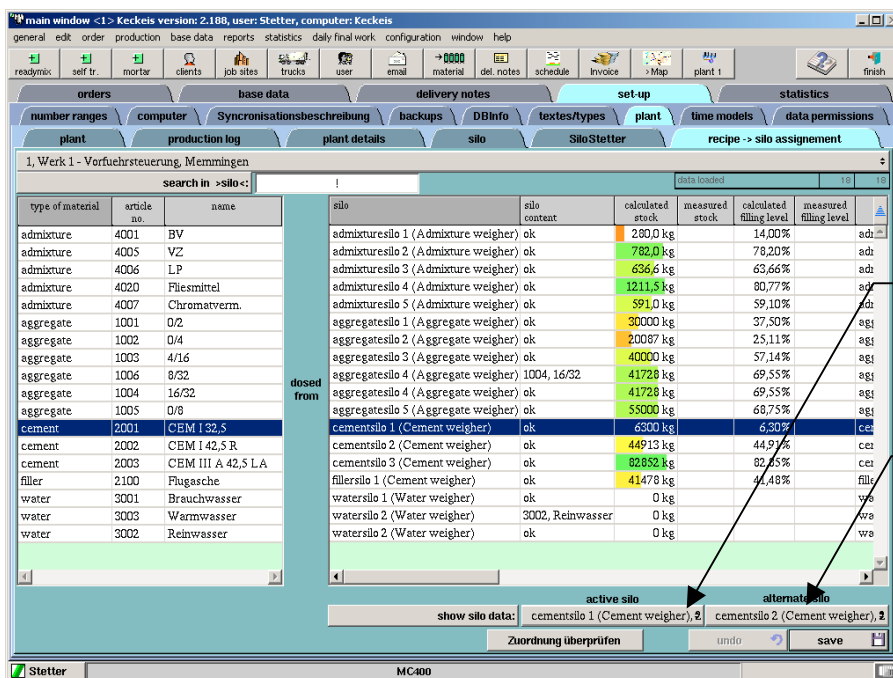 main window <1> Keckeis version: 2.188, user: Stetter, computer: Keckeis
general edit order production base data reports statistics daily final work configuration window help
readymix self tr. mortar clients job sites trucks user email material del. notes schedule Invoice >Map plant 1 finish
orders base data delivery notes set-up statistics
number ranges computer Syncronisationsbeschreibung backups DBInfo textes/types plant time models data permissions
plant production log plant details silo SiloStetter recipe -> silo assignement
1, Werk 1 - Vorfuehrsteuerung, Memmingen
search in >silo<: ! data loaded 18 18
type of material article no. name silo silo content calculated stock measured stock calculated filling level measured filling level
admixture 4001 BV admixturesilo 1 (Admixture weigher) ok 280,0 kg 14,00%
admixture 4005 VZ admixturesilo 2 (Admixture weigher) ok 782,0 kg 78,20%
admixture 4006 LP admixturesilo 3 (Admixture weigher) ok 636,6 kg 63,66%
admixture 4020 Fliesmittel admixturesilo 4 (Admixture weigher) ok 1211,5 kg 80,77%
admixture 4007 Chromatverm. admixturesilo 5 (Admixture weigher) ok 591,0 kg 59,10%
aggregate 1001 0/2 aggregatesilo 1 (Aggregate weigher) ok 30000 kg 37,50%
aggregate 1002 0/4 aggregatesilo 2 (Aggregate weigher) ok 20087 kg 25,11%
aggregate 1003 4/16 aggregatesilo 3 (Aggregate weigher) ok 40000 kg 57,14%
aggregate 1006 8/32 aggregatesilo 4 (Aggregate weigher) 1004, 16/32 41728 kg 69,55%
dosed from
aggregate 1004 16/32 aggregatesilo 4 (Aggregate weigher) ok 41728 kg 69,55%
aggregate 1005 0/8 aggregatesilo 5 (Aggregate weigher) ok 55000 kg 68,75%
cement 2001 CEM I 32,5 cementsilo 1 (Cement weigher) ok 6300 kg 6,30%
cement 2002 CEM I 42,5 R cementsilo 2 (Cement weigher) ok 44913 kg 44,91%
cement 2003 CEM III A 42,5 LA cementsilo 3 (Cement weigher) ok 82852 kg 82,85%
filler 2100 Flugasche fillersilo 1 (Cement weigher) ok 41478 kg 41,48%
water 3001 Brauchwasser watersilo 1 (Water weigher) ok 0 kg
water 3003 Warmwasser watersilo 2 (Water weigher) 3002, Reinwasser 0 kg
water 3002 Reinwasser watersilo 2 (Water weigher) ok 0 kg
active silo alternate silo
show silo data: cementsilo 1 (Cement weigher), cementsilo 2 (Cement weigher),
Zuordnung überprüfen undo save
Stetter MC400